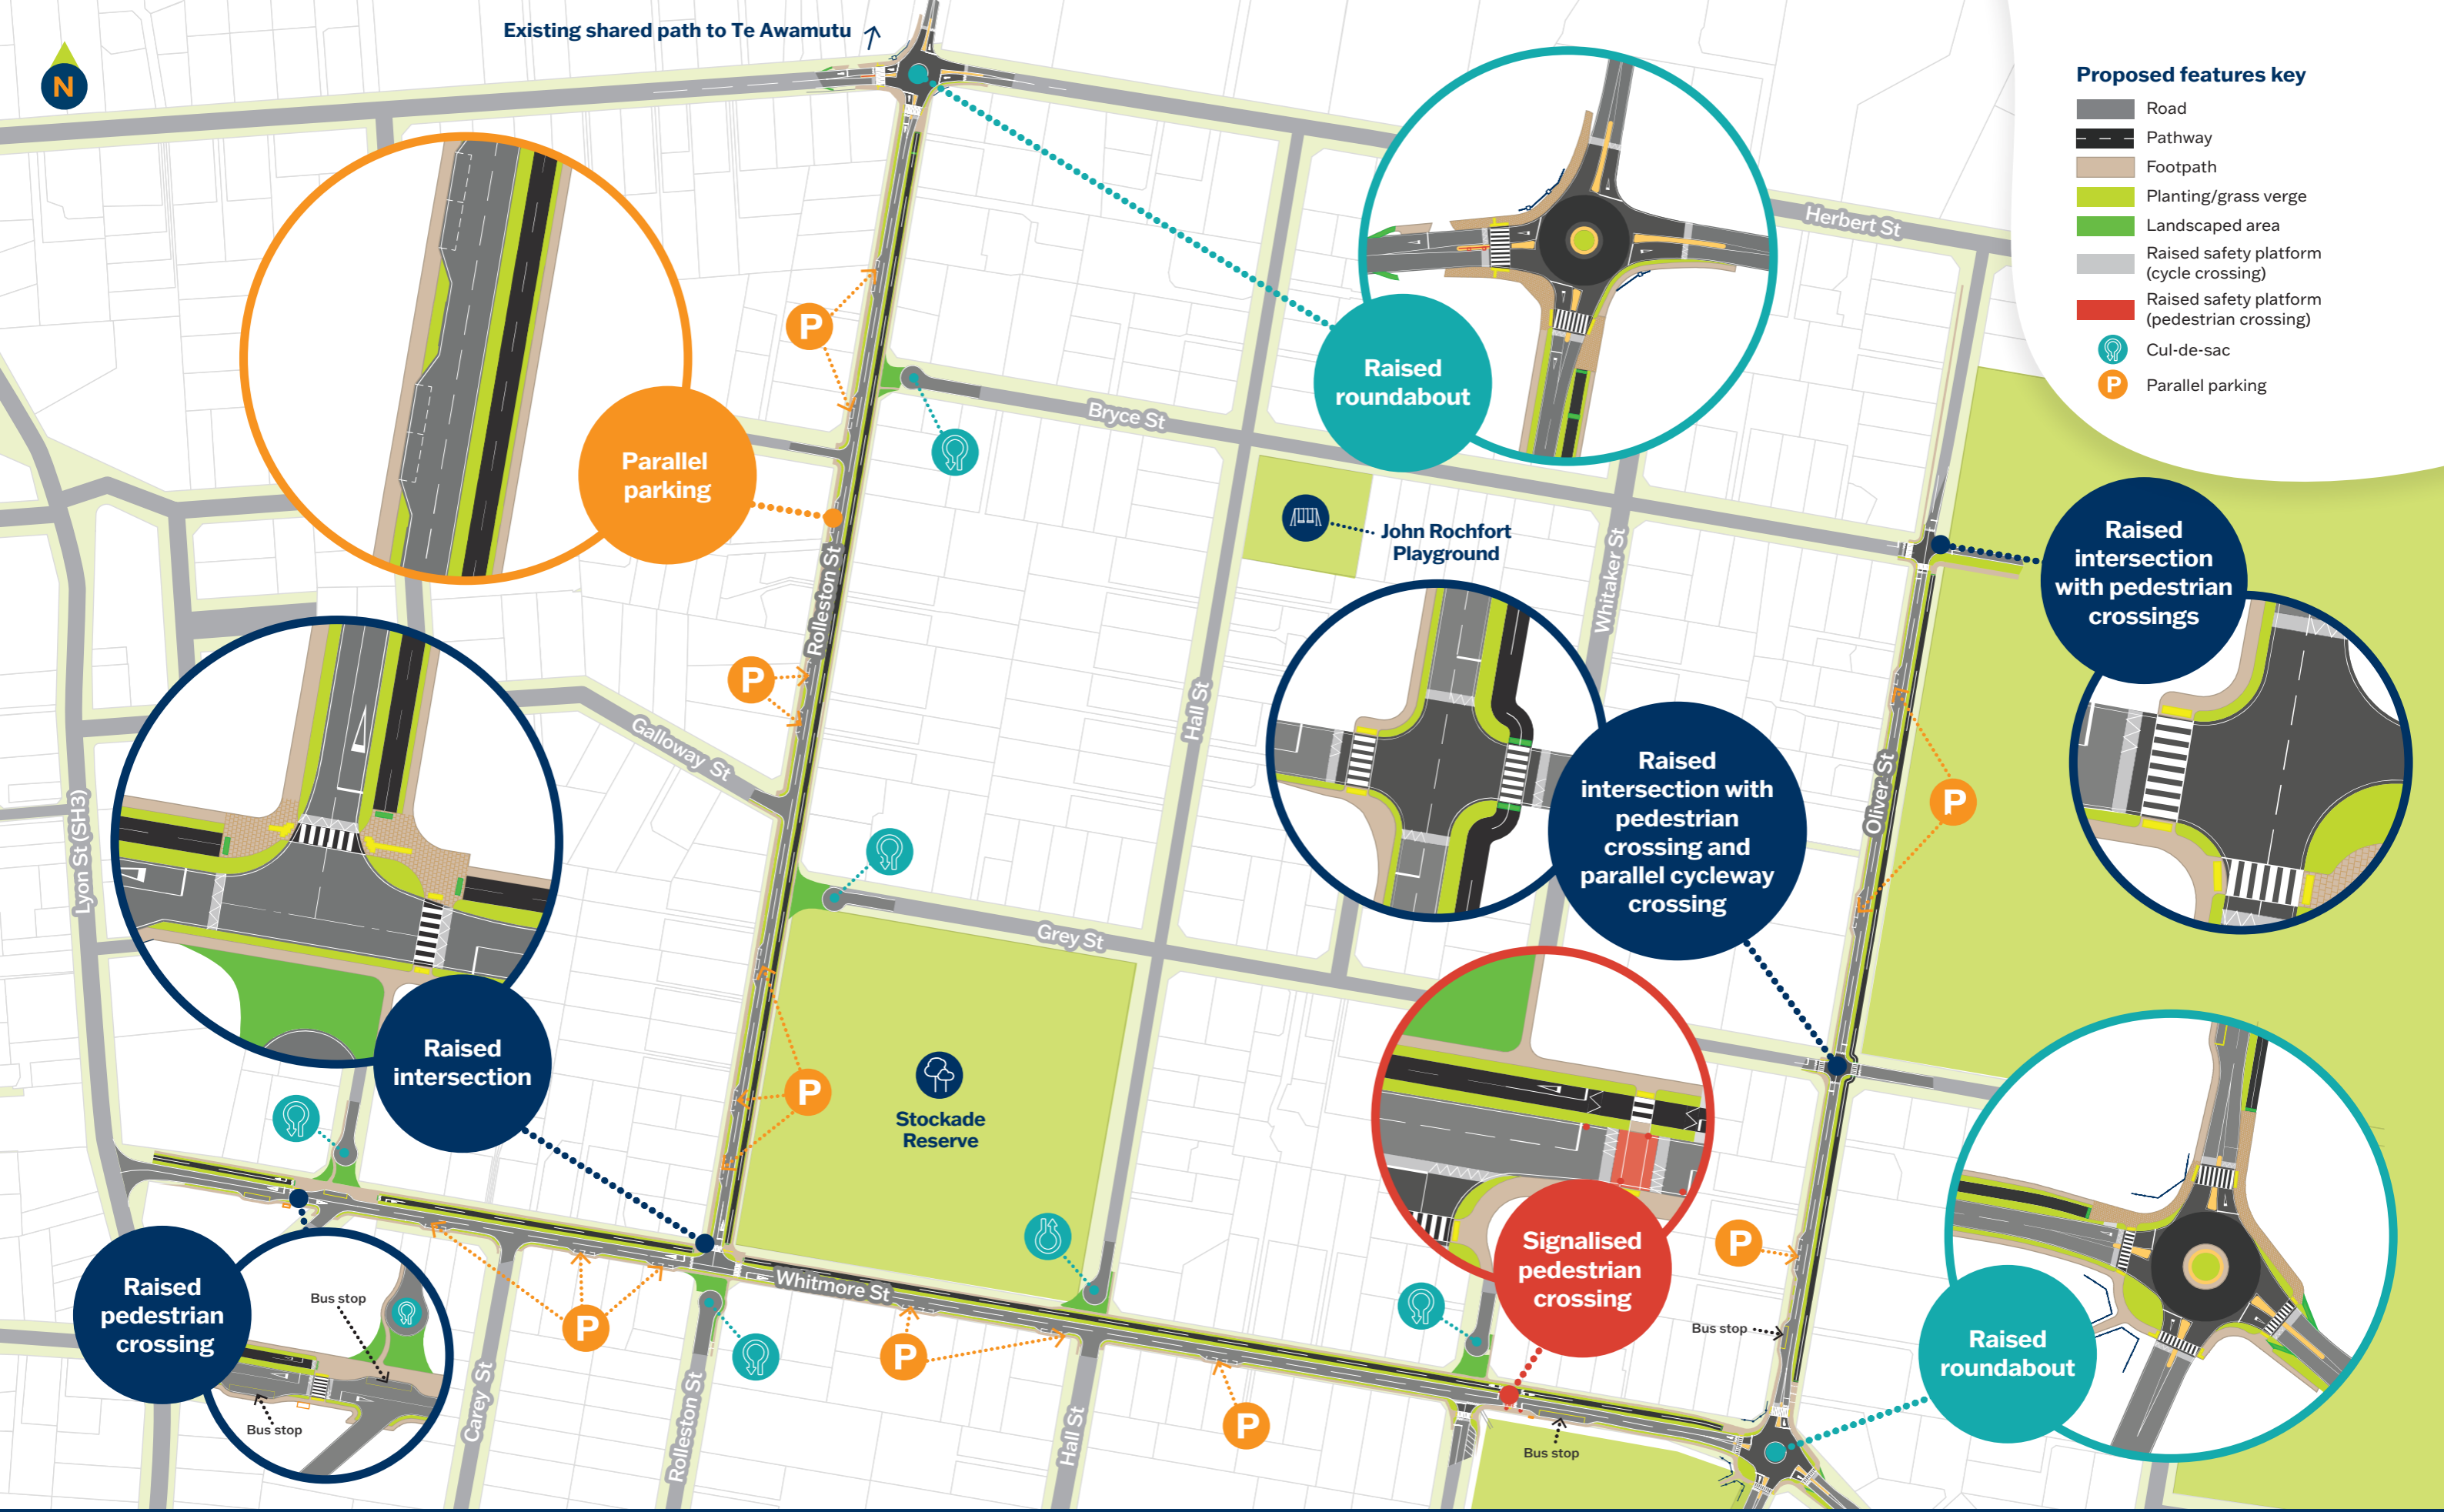 Existing shared path to Te Awamutu
N
Proposed features key
Road
Pathway
Footpath
Planting/grass verge
Landscaped area
Raised safety platform
(cycle crossing)
Raised safety platform
(pedestrian crossing)
Cul-de-sac
P
Parallel parking
Herbert St
P
Raised
roundabout
Bryce St
Parallel
parking
John Rochfort
Playground
Raised
intersection
with pedestrian
crossings
Rolleston St
Whitaker St
P
Hall St
Galloway St
Raised
intersection with
pedestrian
crossing and
parallel cycleway
crossing
Oliver St
P
Lyon St (SH3)
Grey St
Raised
intersection
P
Stockade
Reserve
Signalised
pedestrian
crossing
P
Whitmore St
Raised
pedestrian
crossing
Bus stop
Bus stop
P
P
Bus stop
Raised
roundabout
Carey St
Rolleston St
Hall St
P
Bus stop